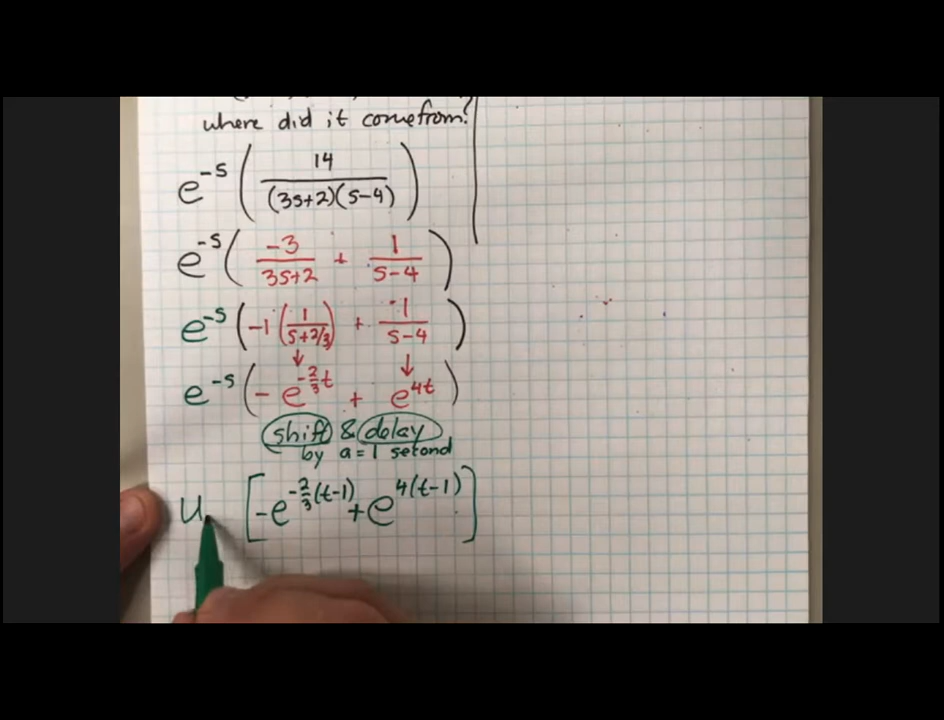 where did it come from?
e^{-s} ( 14 / (3s+2)(s-4) )
e^{-s} ( -3 / 3s+2 + 1 / s-4 )
e^{-s} ( -1 ( 1 / s+2/3 ) + 1 / s-4 )
↓ ↓
e^{-s} ( - e^{-2/3 t} + e^{4t} )
shift & delay
by a = 1 second
U [ -e^{-2/3 (t-1)} + e^{4(t-1)} ]